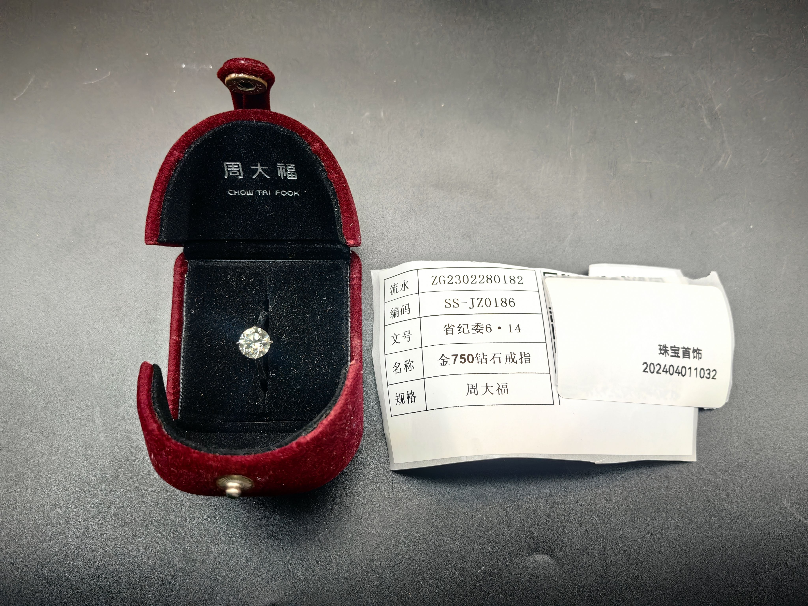 周大福
CHOW TAI FOOK
流水 ZG2302280182
编码 SS-JZ0186
文号 省纪委6·14
名称 金750钻石戒指
规格 周大福
珠宝首饰
202404011032